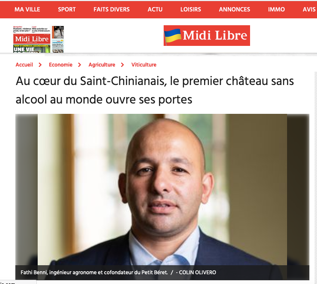 MA VILLE SPORT FAITS DIVERS ACTU LOISIRS ANNONCES IMMO AVIS
Midi Libre
UNE VIE
Midi Libre
Accueil > Economie > Agriculture > Viticulture
Au cœur du Saint-Chinianais, le premier château sans
alcool au monde ouvre ses portes
Fathi Benni, ingénieur agronome et cofondateur du Petit Béret. / - COLIN OLIVERO